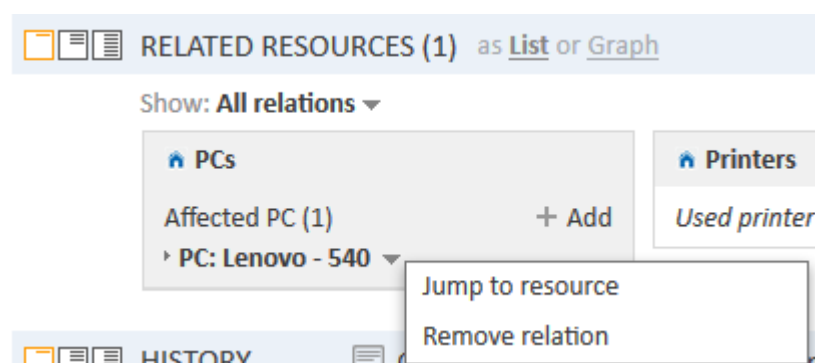 RELATED RESOURCES (1) as List or Graph
Show: All relations
PCs
Affected PC (1) + Add
PC: Lenovo - 540
Jump to resource
Remove relation
Printers
Used printer
HISTORY